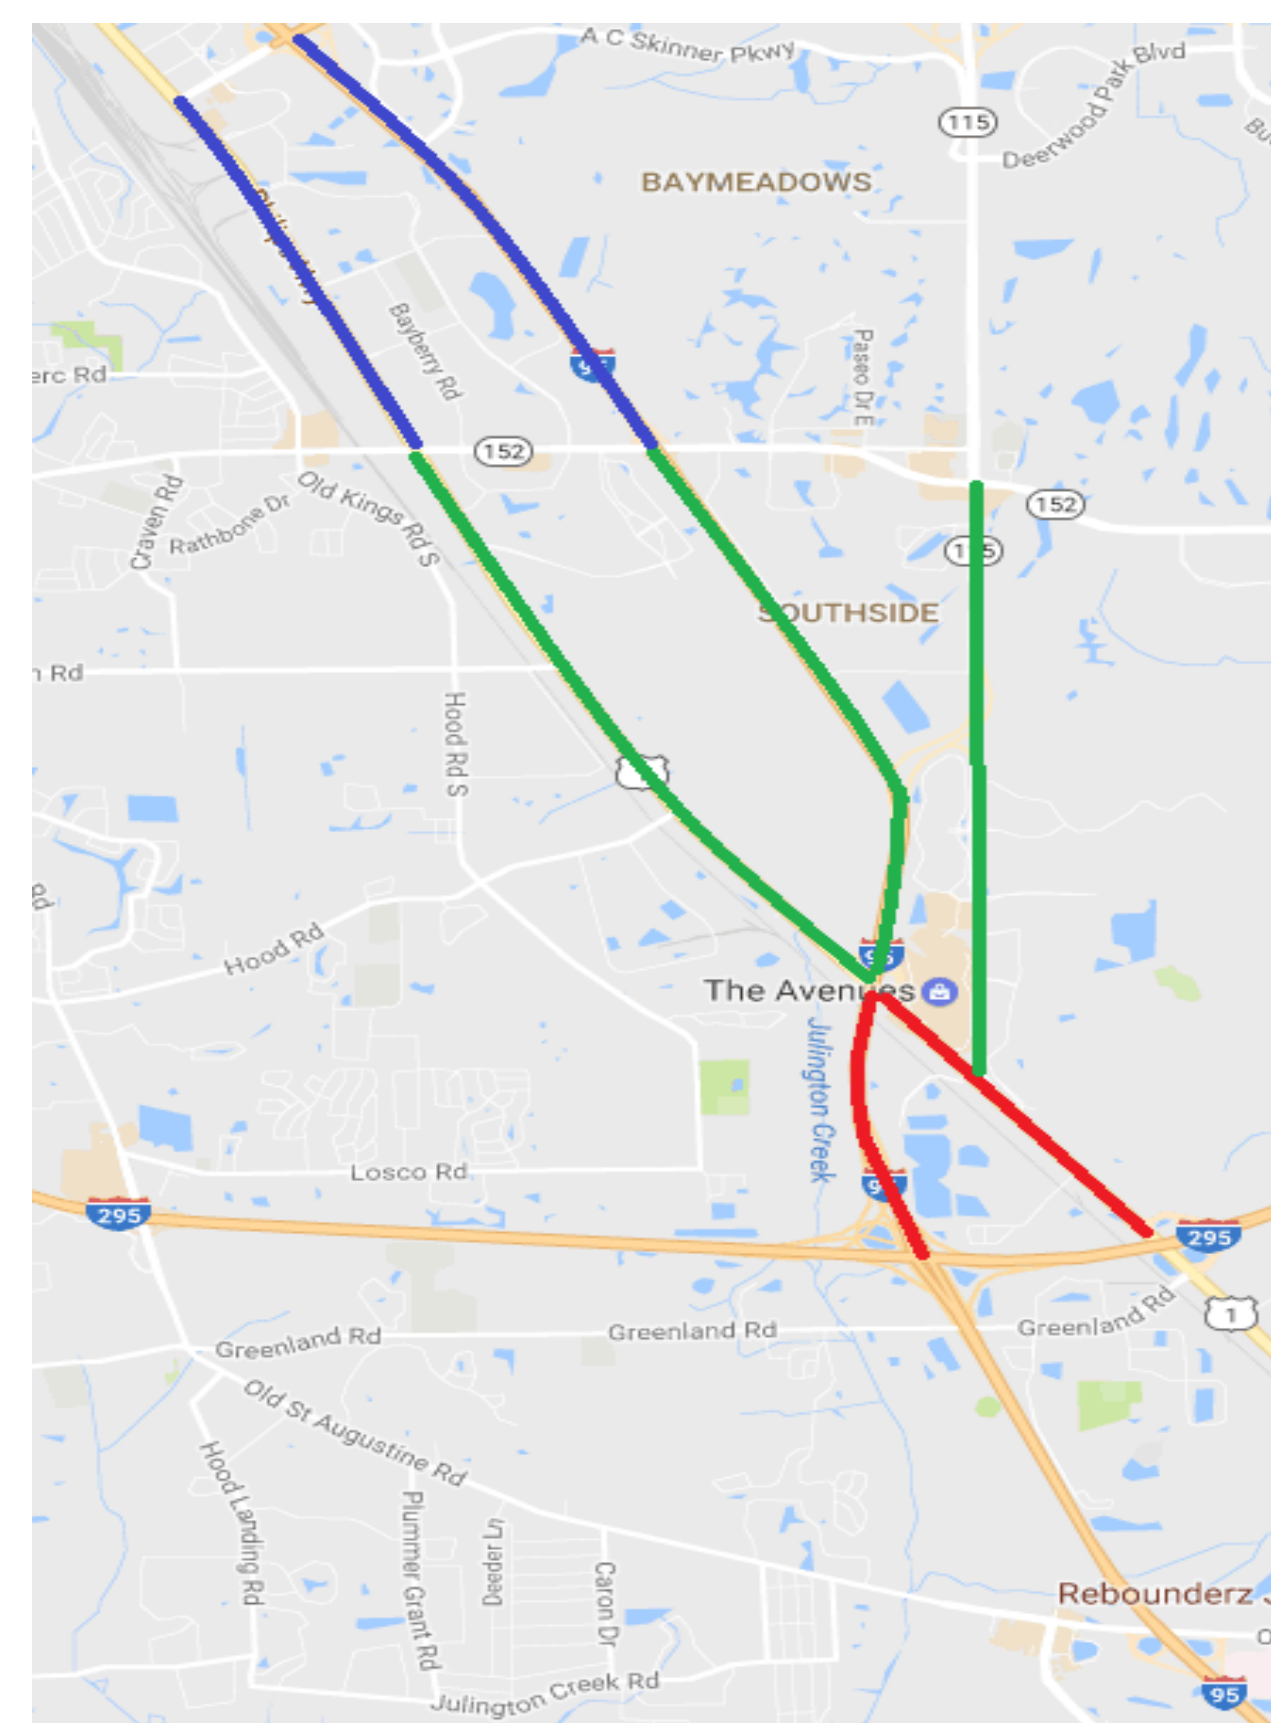 A C Skinner Pkwy
Deerwood Park Blvd
115
BAYMEADOWS
Bayberry Rd
Paseo Dr E
erc Rd
152
Old Kings Rd S
Craven Rd
Rathbone Dr
152
SOUTHSIDE
n Rd
Hood Rd S
Rd
Hood Rd
95
The Avenues
Julington Creek
Losco Rd
295
295
1
Greenland Rd
Greenland Rd
Greenland Rd
Old St Augustine Rd
Hood Landing Rd
Plummer Grant Rd
Deeder Ln
Caron Dr
Rebounderz
Julington Creek Rd
95